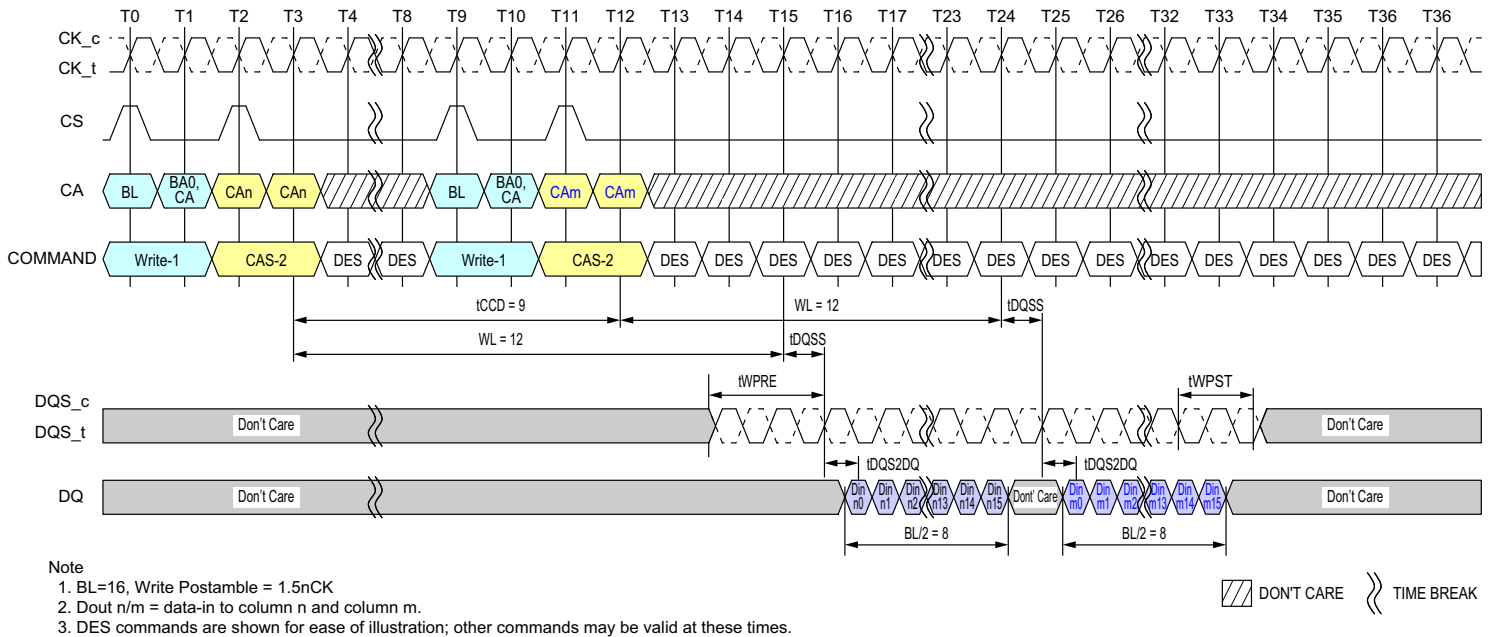 T0 T1 T2 T3 T4 T8 T9 T10 T11 T12 T13 T14 T15 T16 T17 T23 T24 T25 T26 T32 T33 T34 T35 T36 T36
CK_c
CK_t
CS
CA BL BA0, CA CAn CAn BL BA0, CA CAm CAm
COMMAND Write-1 CAS-2 DES DES Write-1 CAS-2 DES DES DES DES DES DES DES DES DES DES DES DES DES DES DES
tCCD = 9 WL = 12 tDQSS
WL = 12 tDQSS
tWPRE tWPST
DQS_c
DQS_t Don't Care Don't Care
tDQS2DQ tDQS2DQ
DQ Don't Care Din n0 Din n1 Din n2 Din n13 Din n14 Din n15 Dont' Care Din m0 Din m1 Din m2 Din m13 Din m14 Din m15 Don't Care
BL/2 = 8 BL/2 = 8
Note
1. BL=16, Write Postamble = 1.5nCK
2. Dout n/m = data-in to column n and column m.
3. DES commands are shown for ease of illustration; other commands may be valid at these times.
DON'T CARE TIME BREAK